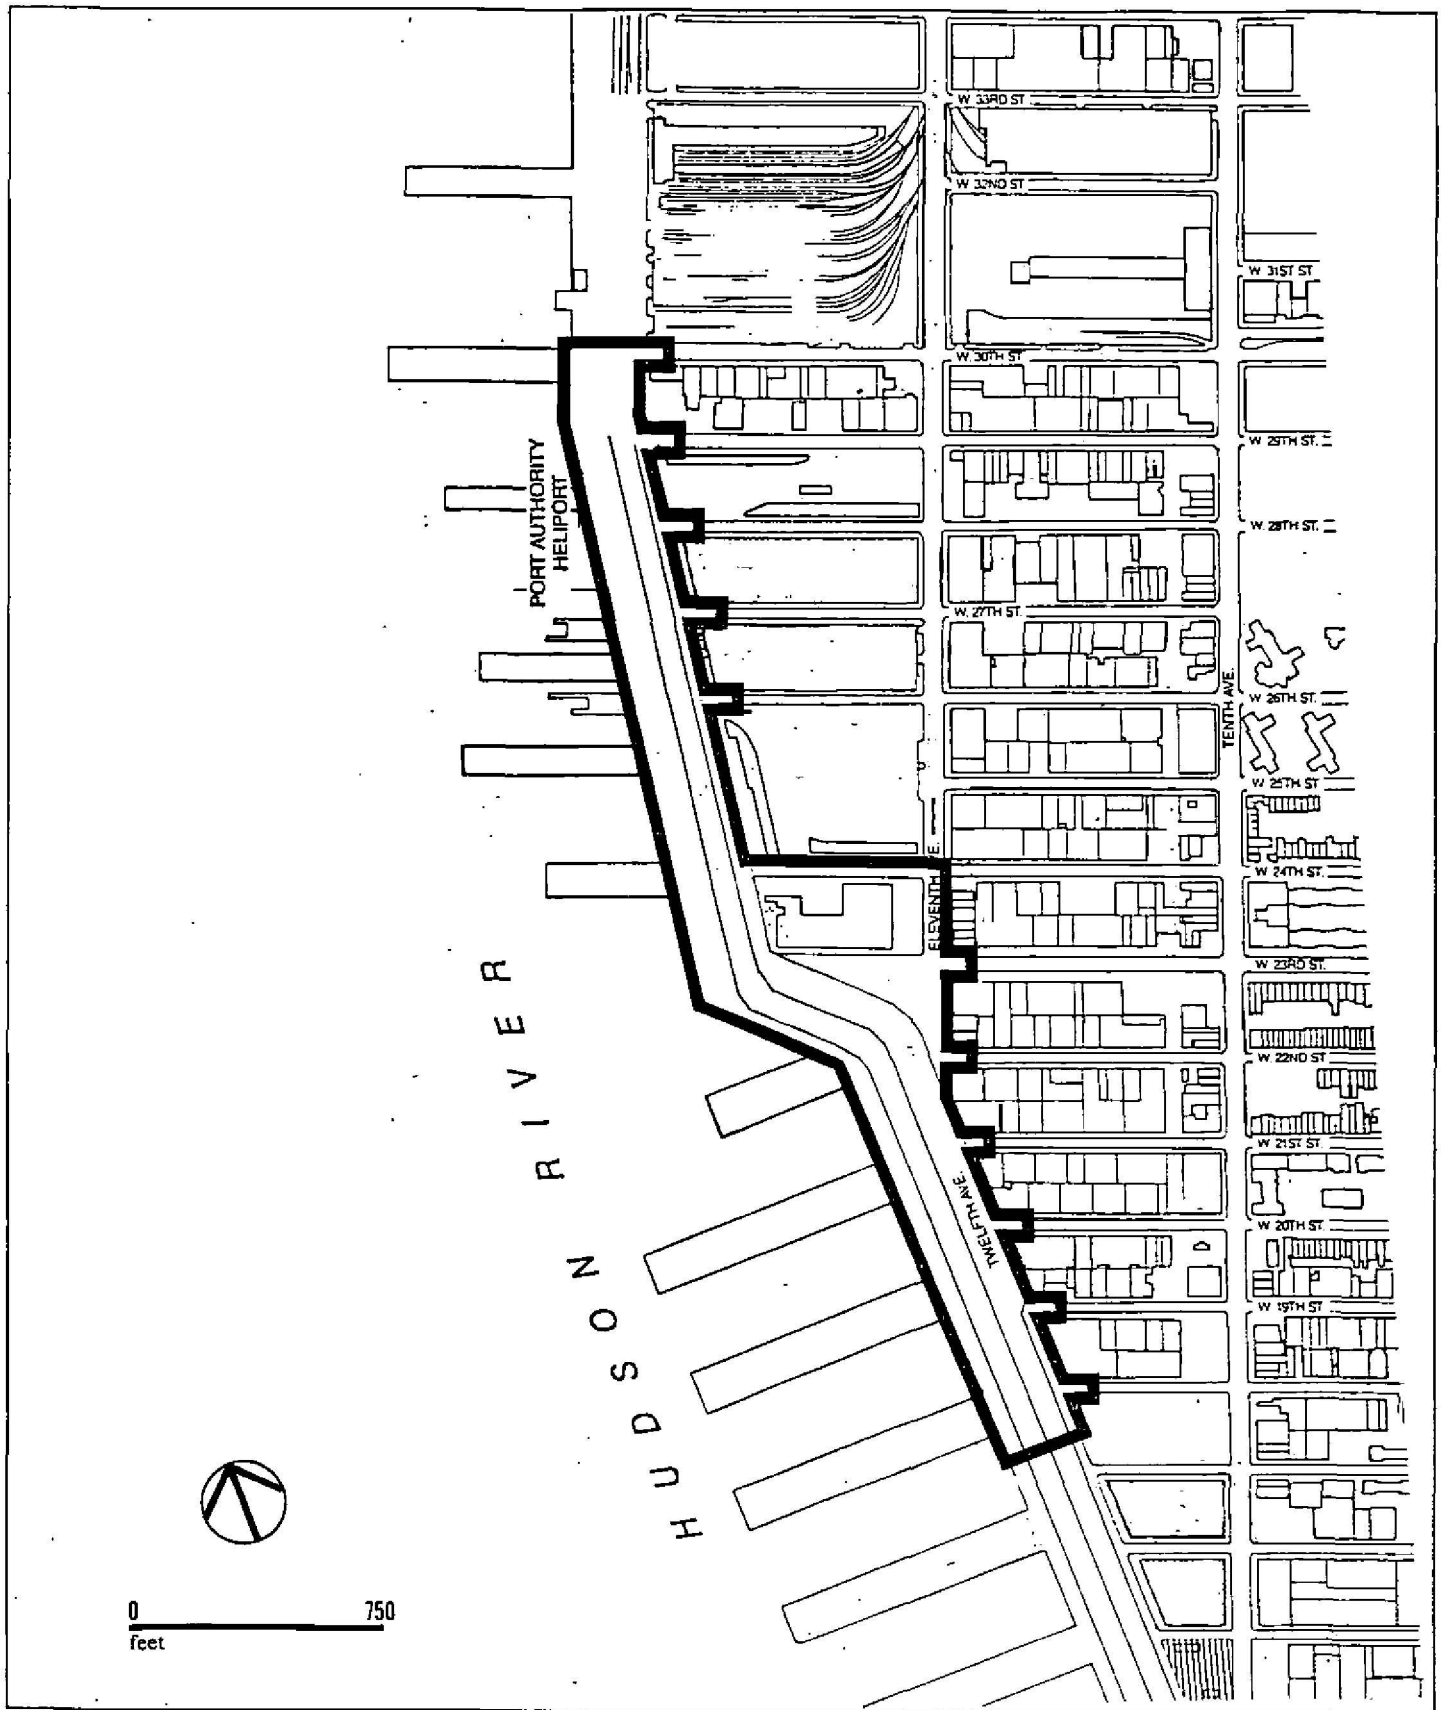 W. 33RD ST
W. 32ND ST
W. 31ST ST
W. 30TH ST
W 29TH ST.
W. 28TH ST.
PORT AUTHORITY
HELIPORT
W. 27TH ST.
TENTH AVE.
W. 26TH ST.
W 25TH ST
W 24TH ST.
W 23RD ST.
W. 22ND ST
W 21ST ST.
TWELFTH AVE.
W 20TH ST.
W 19TH ST
HUDSON RIVER
0 750
feet